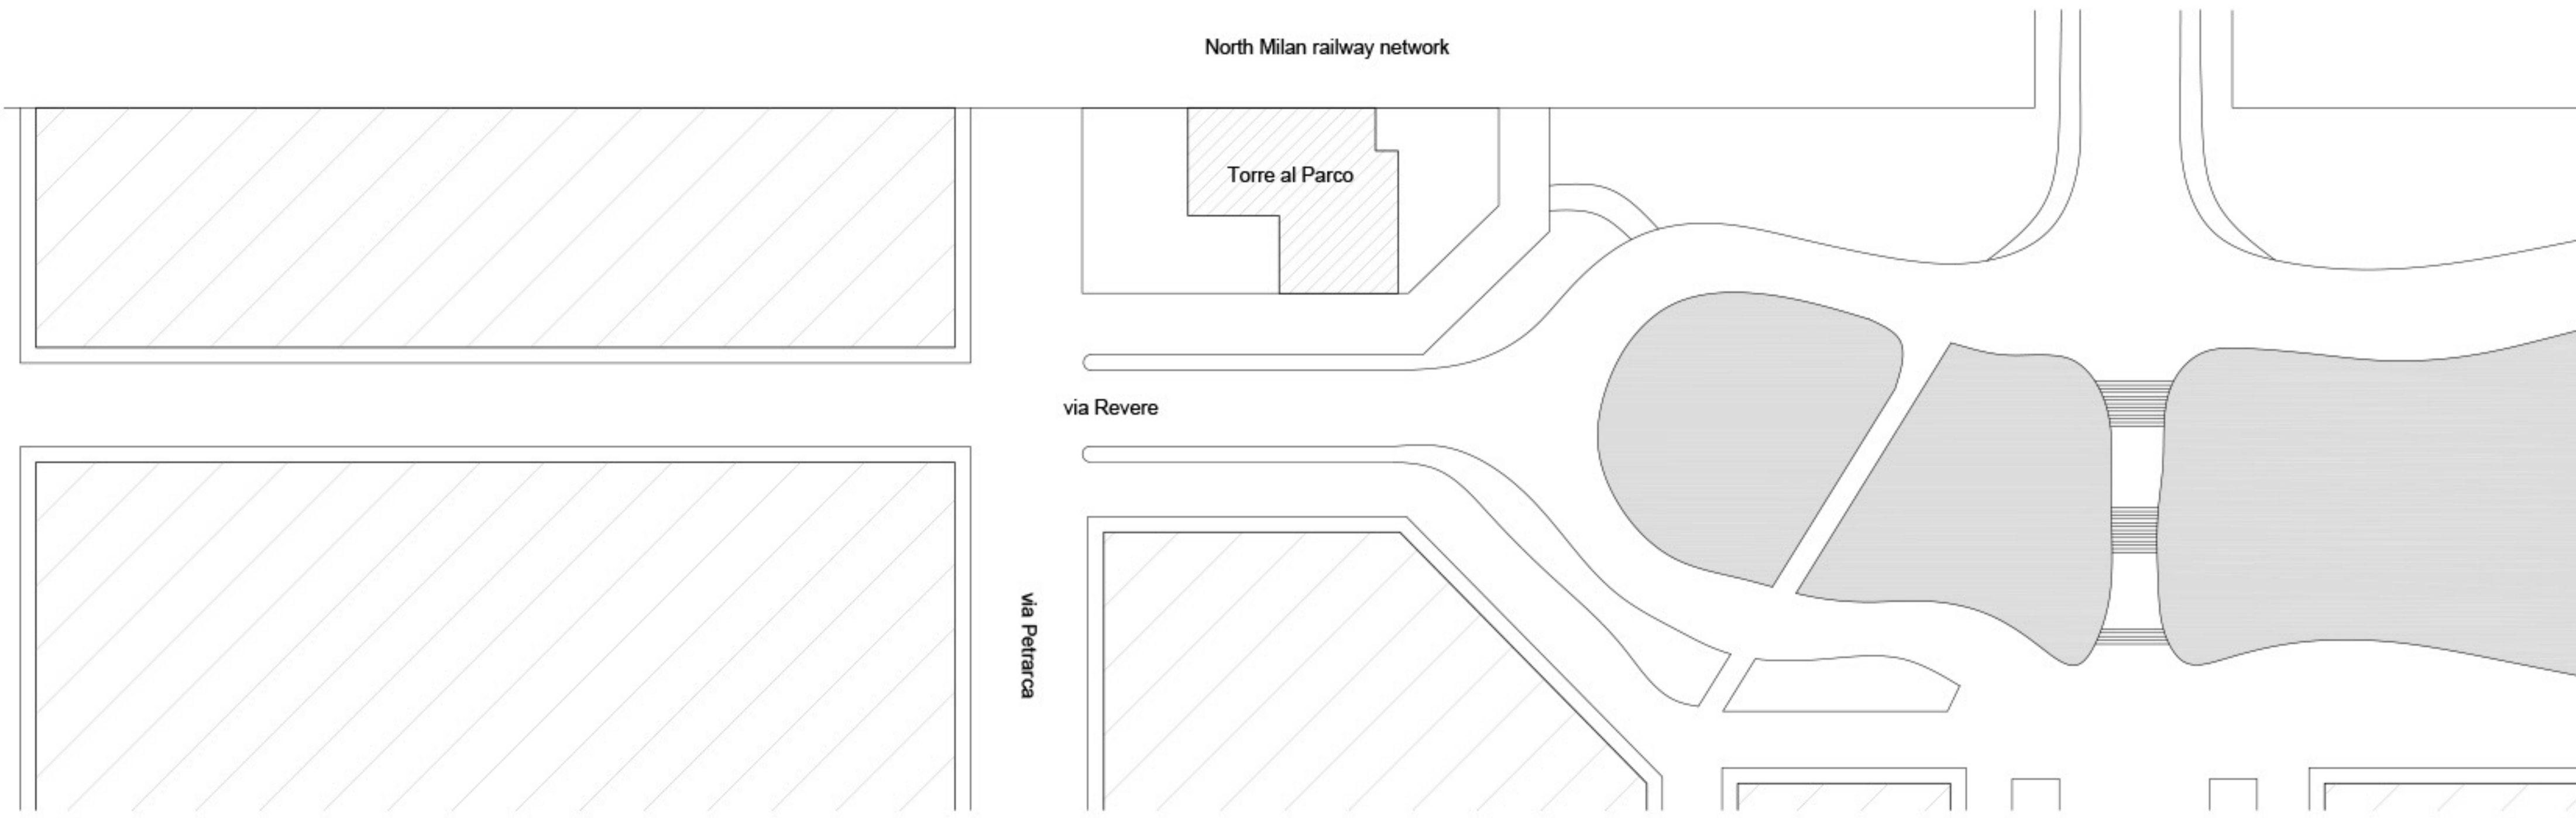 North Milan railway network
Torre al Parco
via Revere
via Petrarca